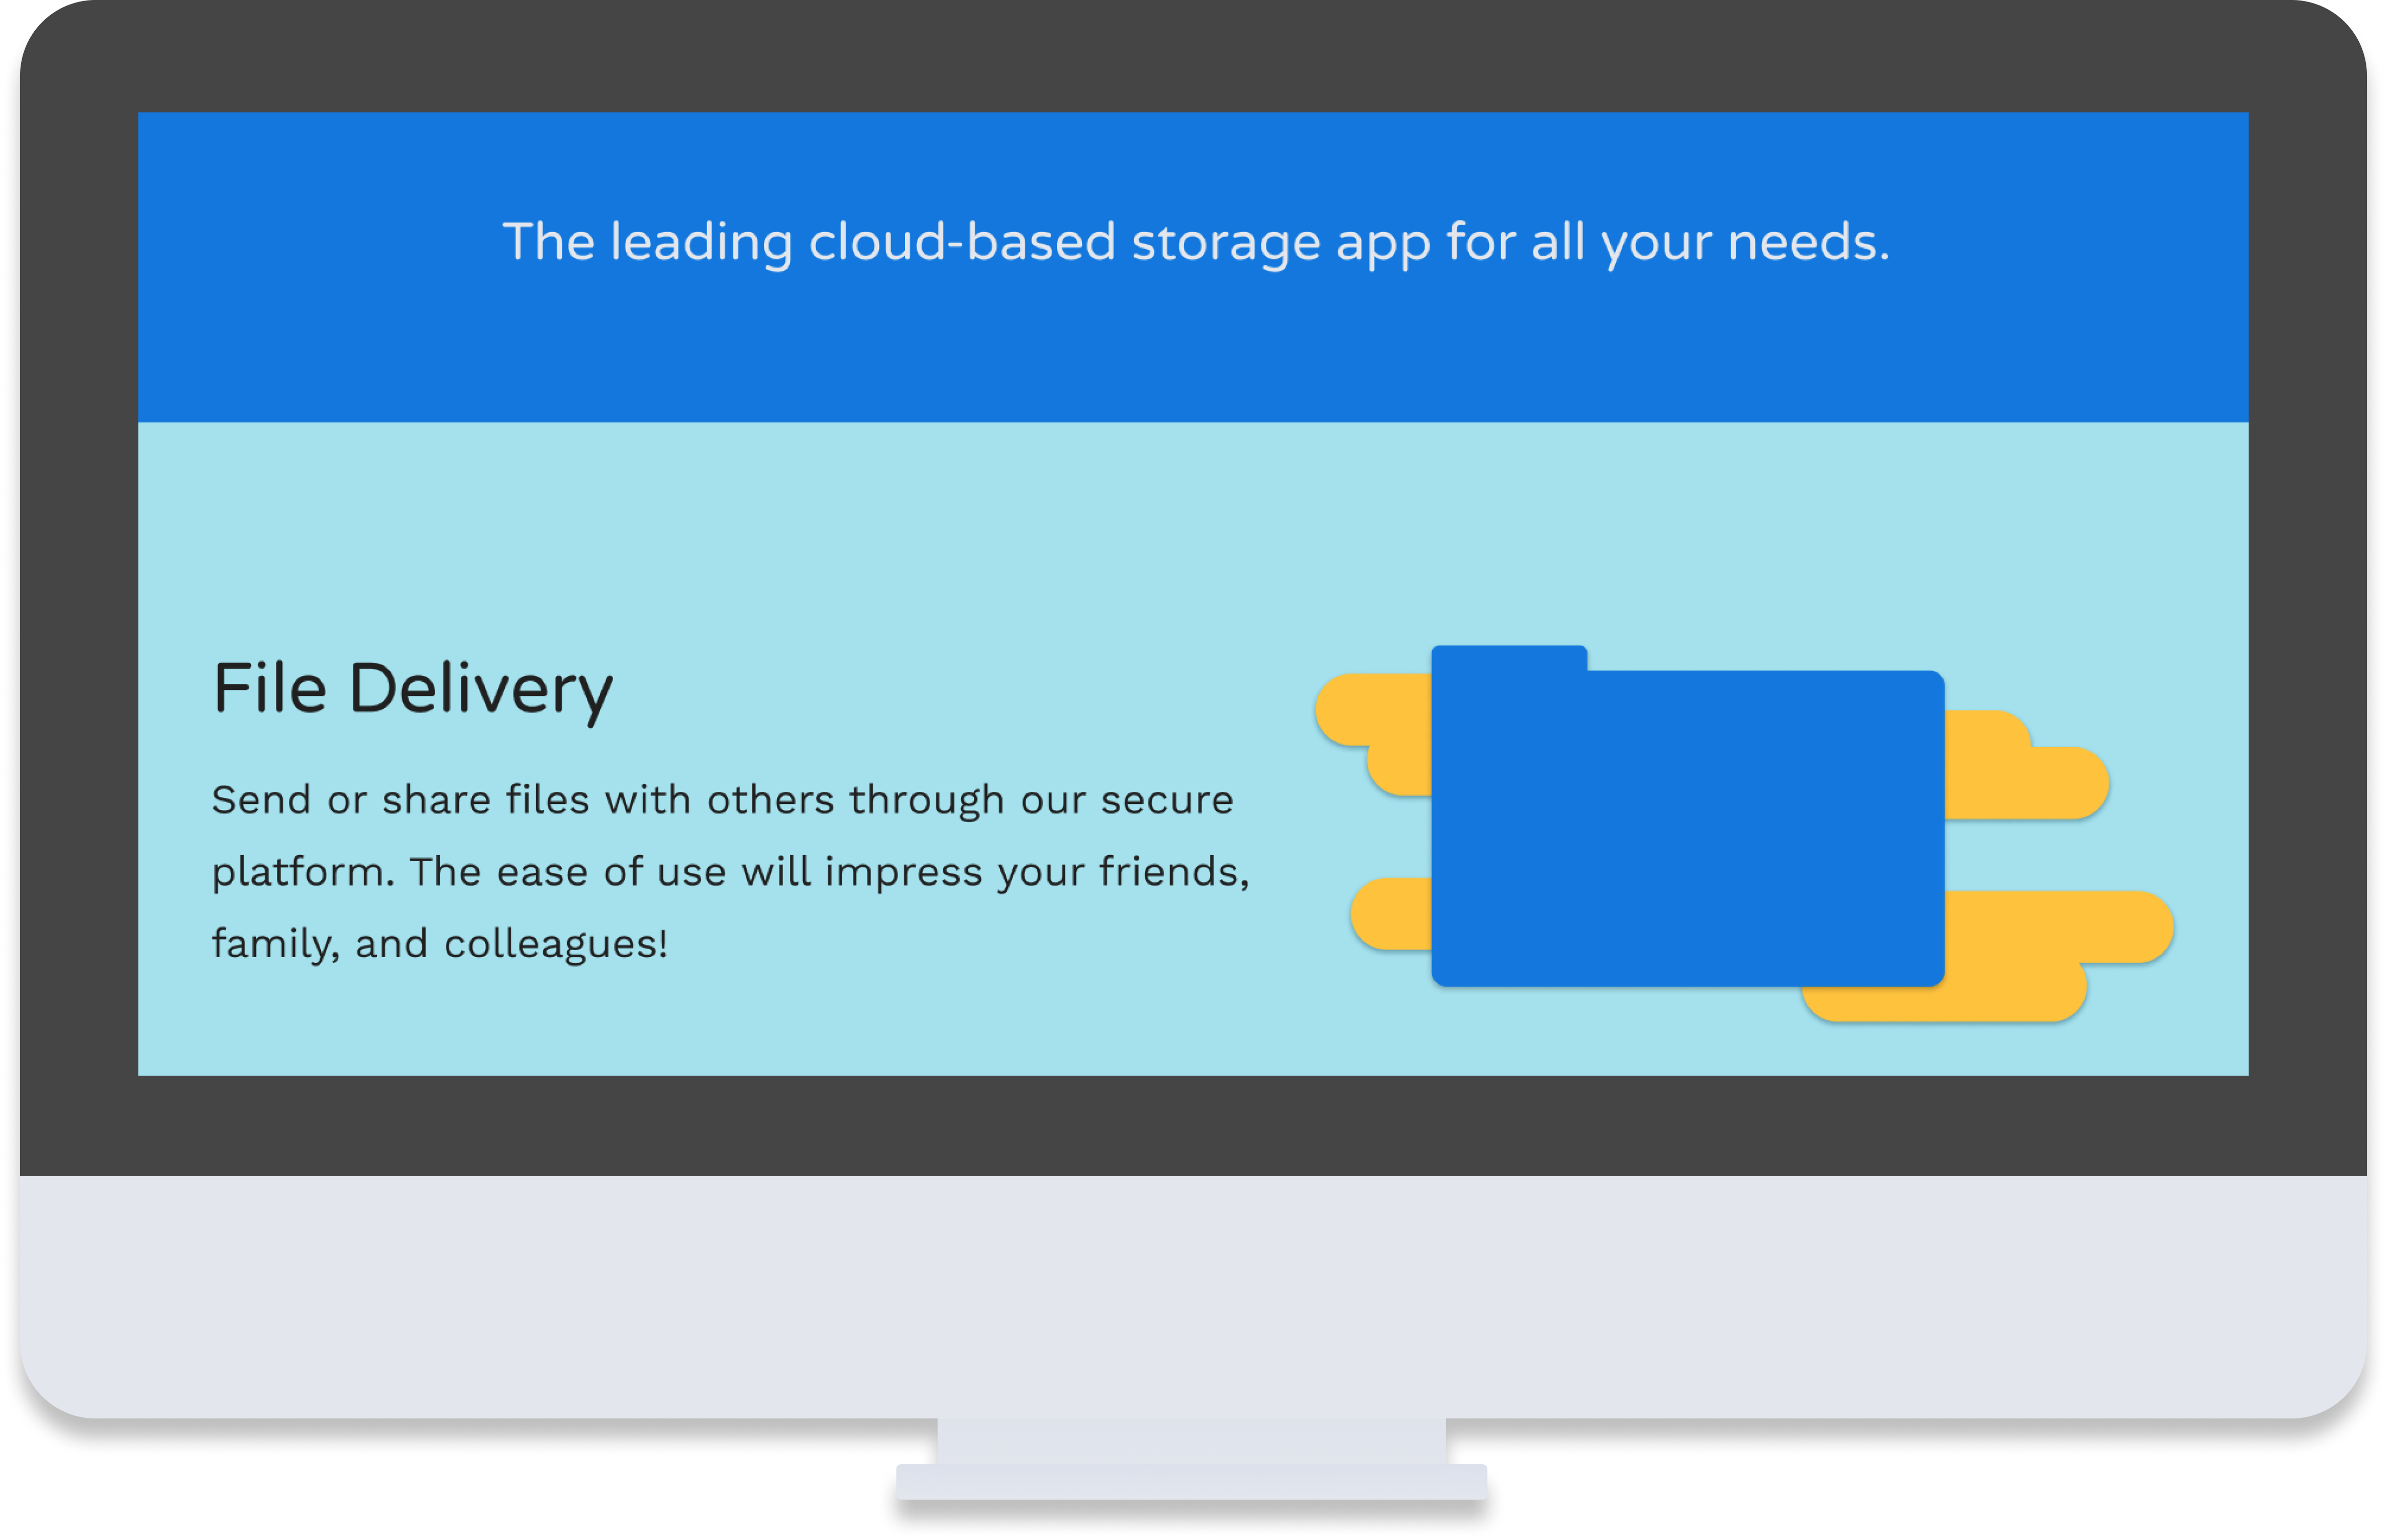 The leading cloud-based storage app for all your needs.
File Delivery
Send or share files with others through our secure
platform. The ease of use will impress your friends,
family, and colleagues!